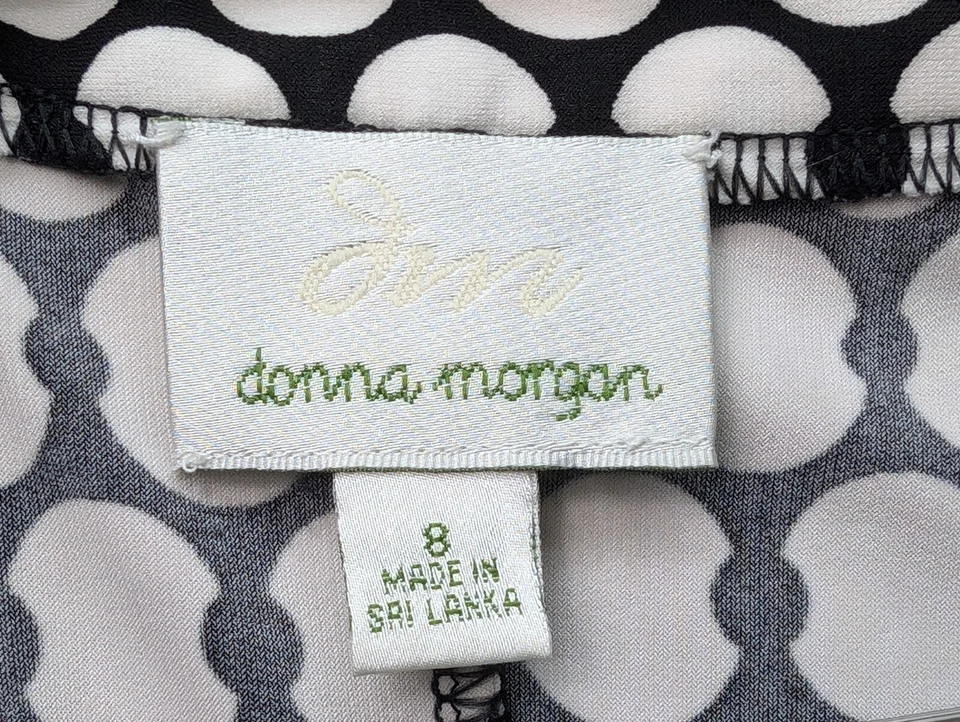 dm
donna morgan
8
MADE IN
SRI LANKA